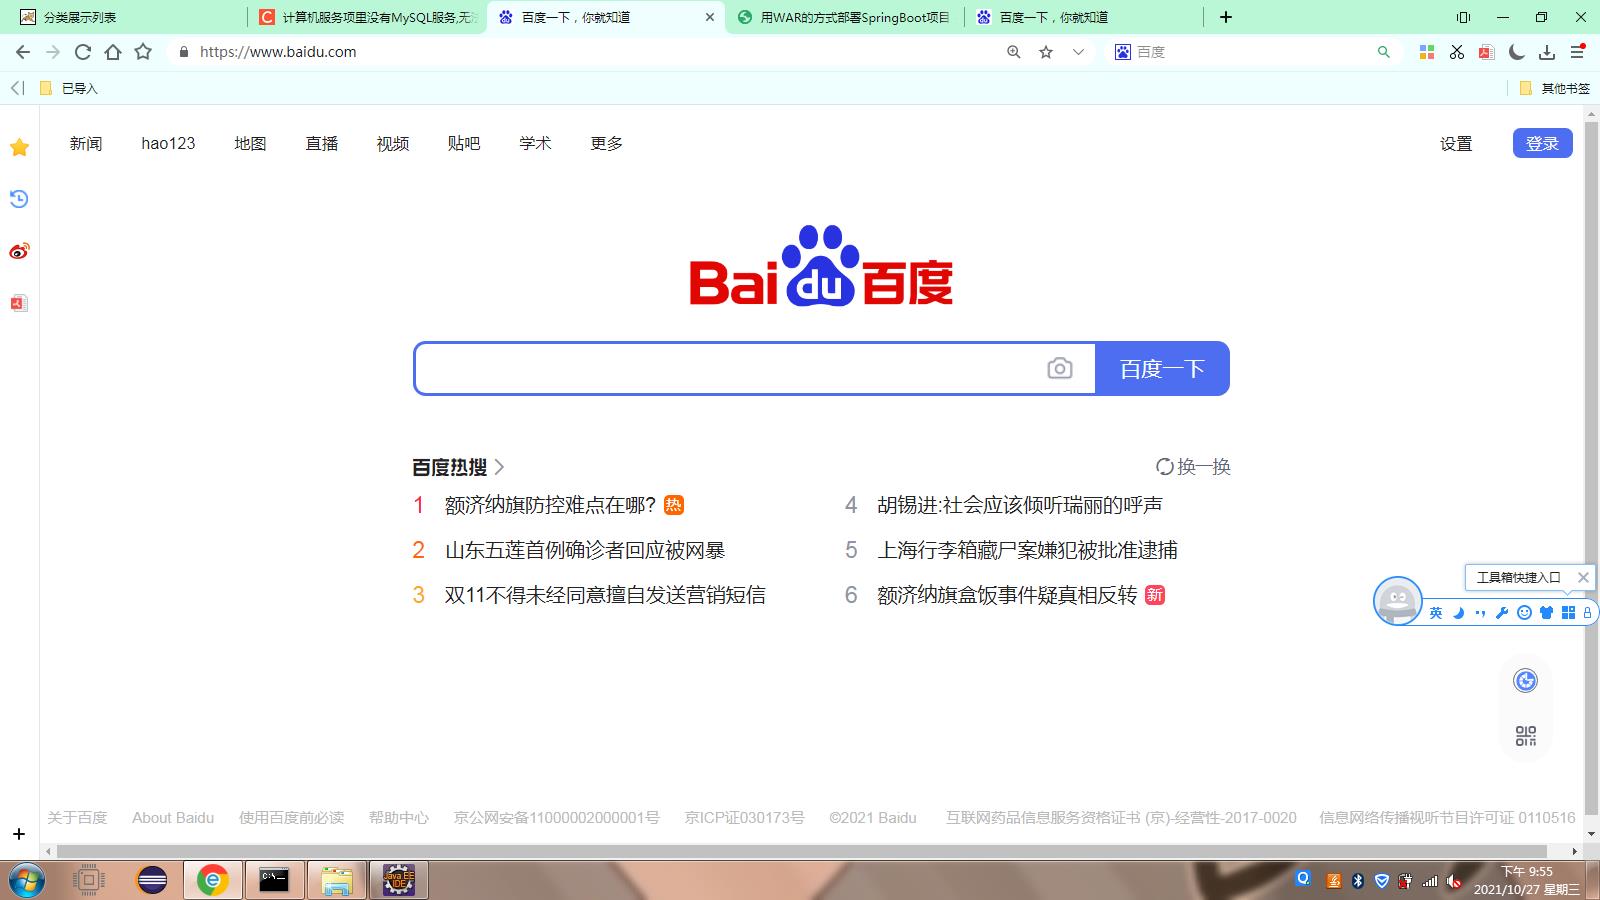 分类展示列表
计算机服务项里没有MySQL服务,无法
百度一下，你就知道
用WAR的方式部署SpringBoot项目
百度一下，你就知道
https://www.baidu.com
百度
已导入
其他书签
新闻
hao123
地图
直播
视频
贴吧
学术
更多
设置
登录
Bai du 百度
百度一下
百度热搜
换一换
1 额济纳旗防控难点在哪? 热
2 山东五莲首例确诊者回应被网暴
3 双11不得未经同意擅自发送营销短信
4 胡锡进:社会应该倾听瑞丽的呼声
5 上海行李箱藏尸案嫌犯被批准逮捕
6 额济纳旗盒饭事件疑真相反转 新
工具箱快捷入口
英
关于百度
About Baidu
使用百度前必读
帮助中心
京公网安备11000002000001号
京ICP证030173号
©2021 Baidu
互联网药品信息服务资格证书 (京)-经营性-2017-0020
信息网络传播视听节目许可证 0110516
C:\
Java EE
IDE
下午 9:55
2021/10/27 星期三